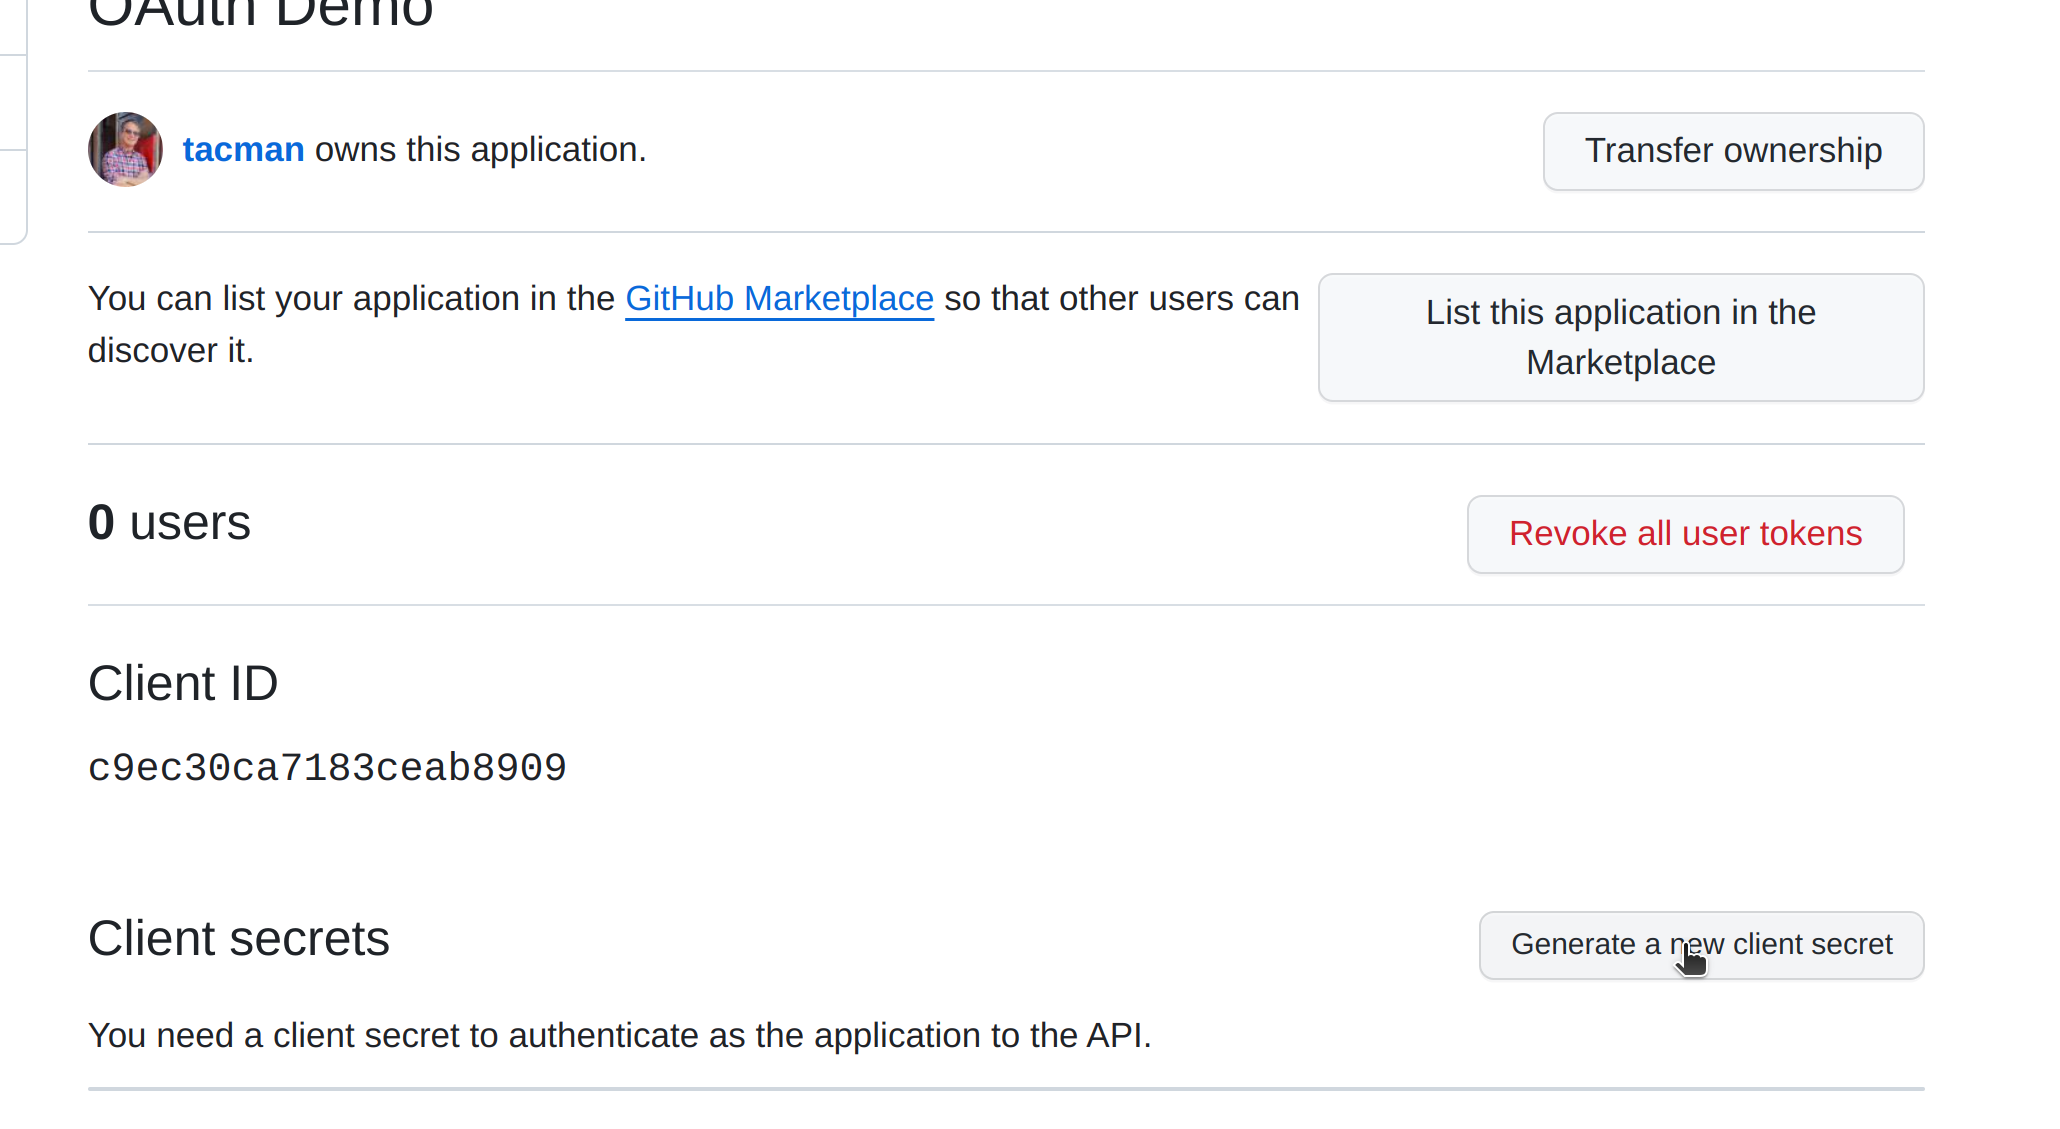 OAuth Demo
tacman owns this application.
Transfer ownership
You can list your application in the GitHub Marketplace so that other users can
discover it.
List this application in the
Marketplace
0 users
Revoke all user tokens
Client ID
c9ec30ca7183ceab8909
Client secrets
Generate a new client secret
You need a client secret to authenticate as the application to the API.